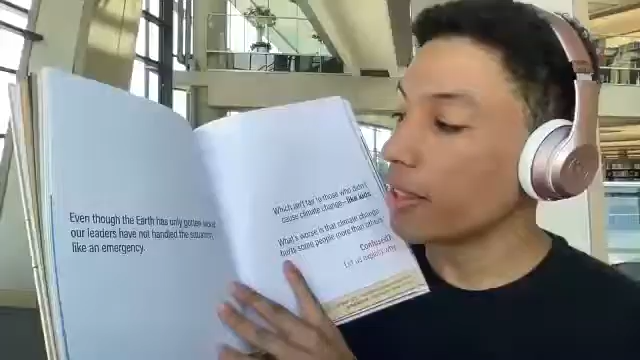 Even though the Earth has only gotten worse
our leaders have not handled the situation
like an emergency.
Which ain't fair to those who didn't
cause climate change—like kids.
What's worse is that climate change
hurts some people more than others.
Confused?
Let us explain why